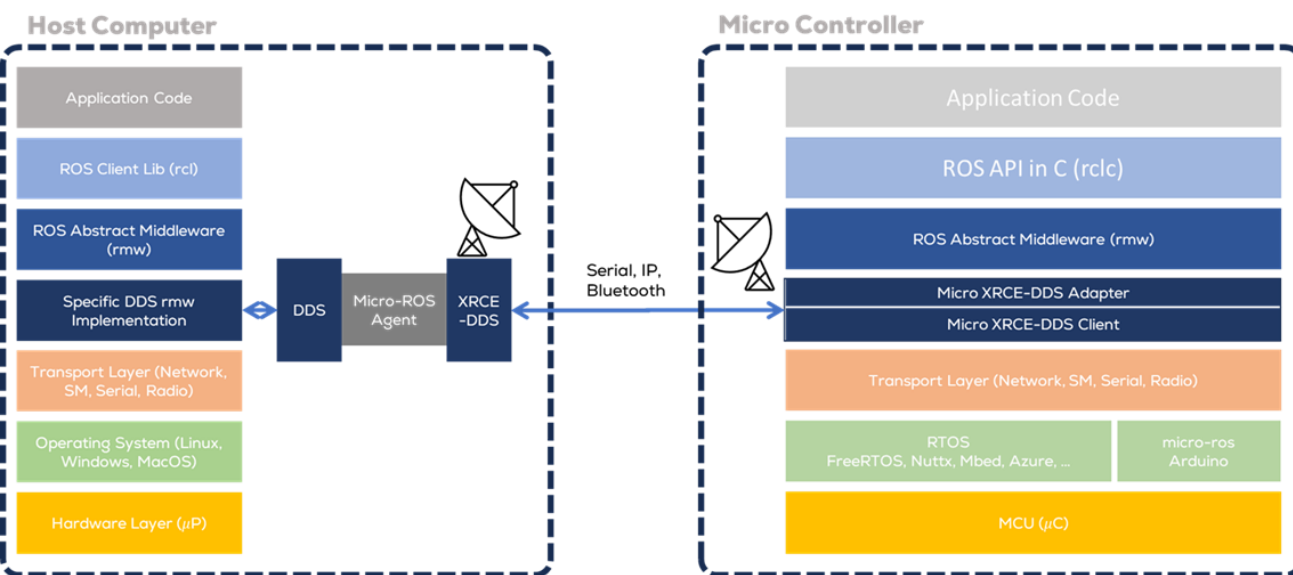 Host Computer
Application Code
ROS Client Lib (rcl)
ROS Abstract Middleware
(rmw)
Specific DDS rmw
Implementation
Transport Layer (Network,
SM, Serial, Radio)
Operating System (Linux,
Windows, MacOS)
Hardware Layer (μP)
DDS
Micro-ROS
Agent
XRCE
-DDS
Serial, IP,
Bluetooth
Micro Controller
Application Code
ROS API in C (rclc)
ROS Abstract Middleware (rmw)
Micro XRCE-DDS Adapter
Micro XRCE-DDS Client
Transport Layer (Network, SM, Serial, Radio)
RTOS
FreeRTOS, Nuttx, Mbed, Azure, ...
micro-ros
Arduino
MCU (μC)